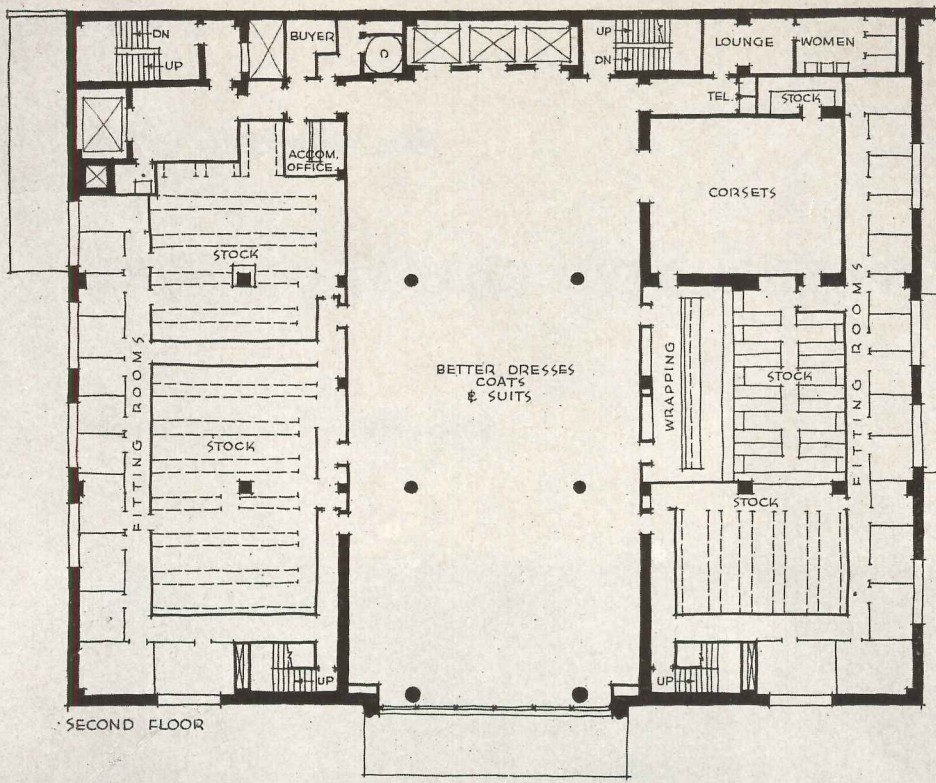 DN
UP
BUYER
UP
DN
LOUNGE
WOMEN
TEL.
STOCK
ACCOM.
OFFICE
CORSETS
STOCK
FITTING ROOMS
BETTER DRESSES
COATS
& SUITS
WRAPPING
STOCK
FITTING ROOMS
STOCK
STOCK
UP
UP
SECOND FLOOR